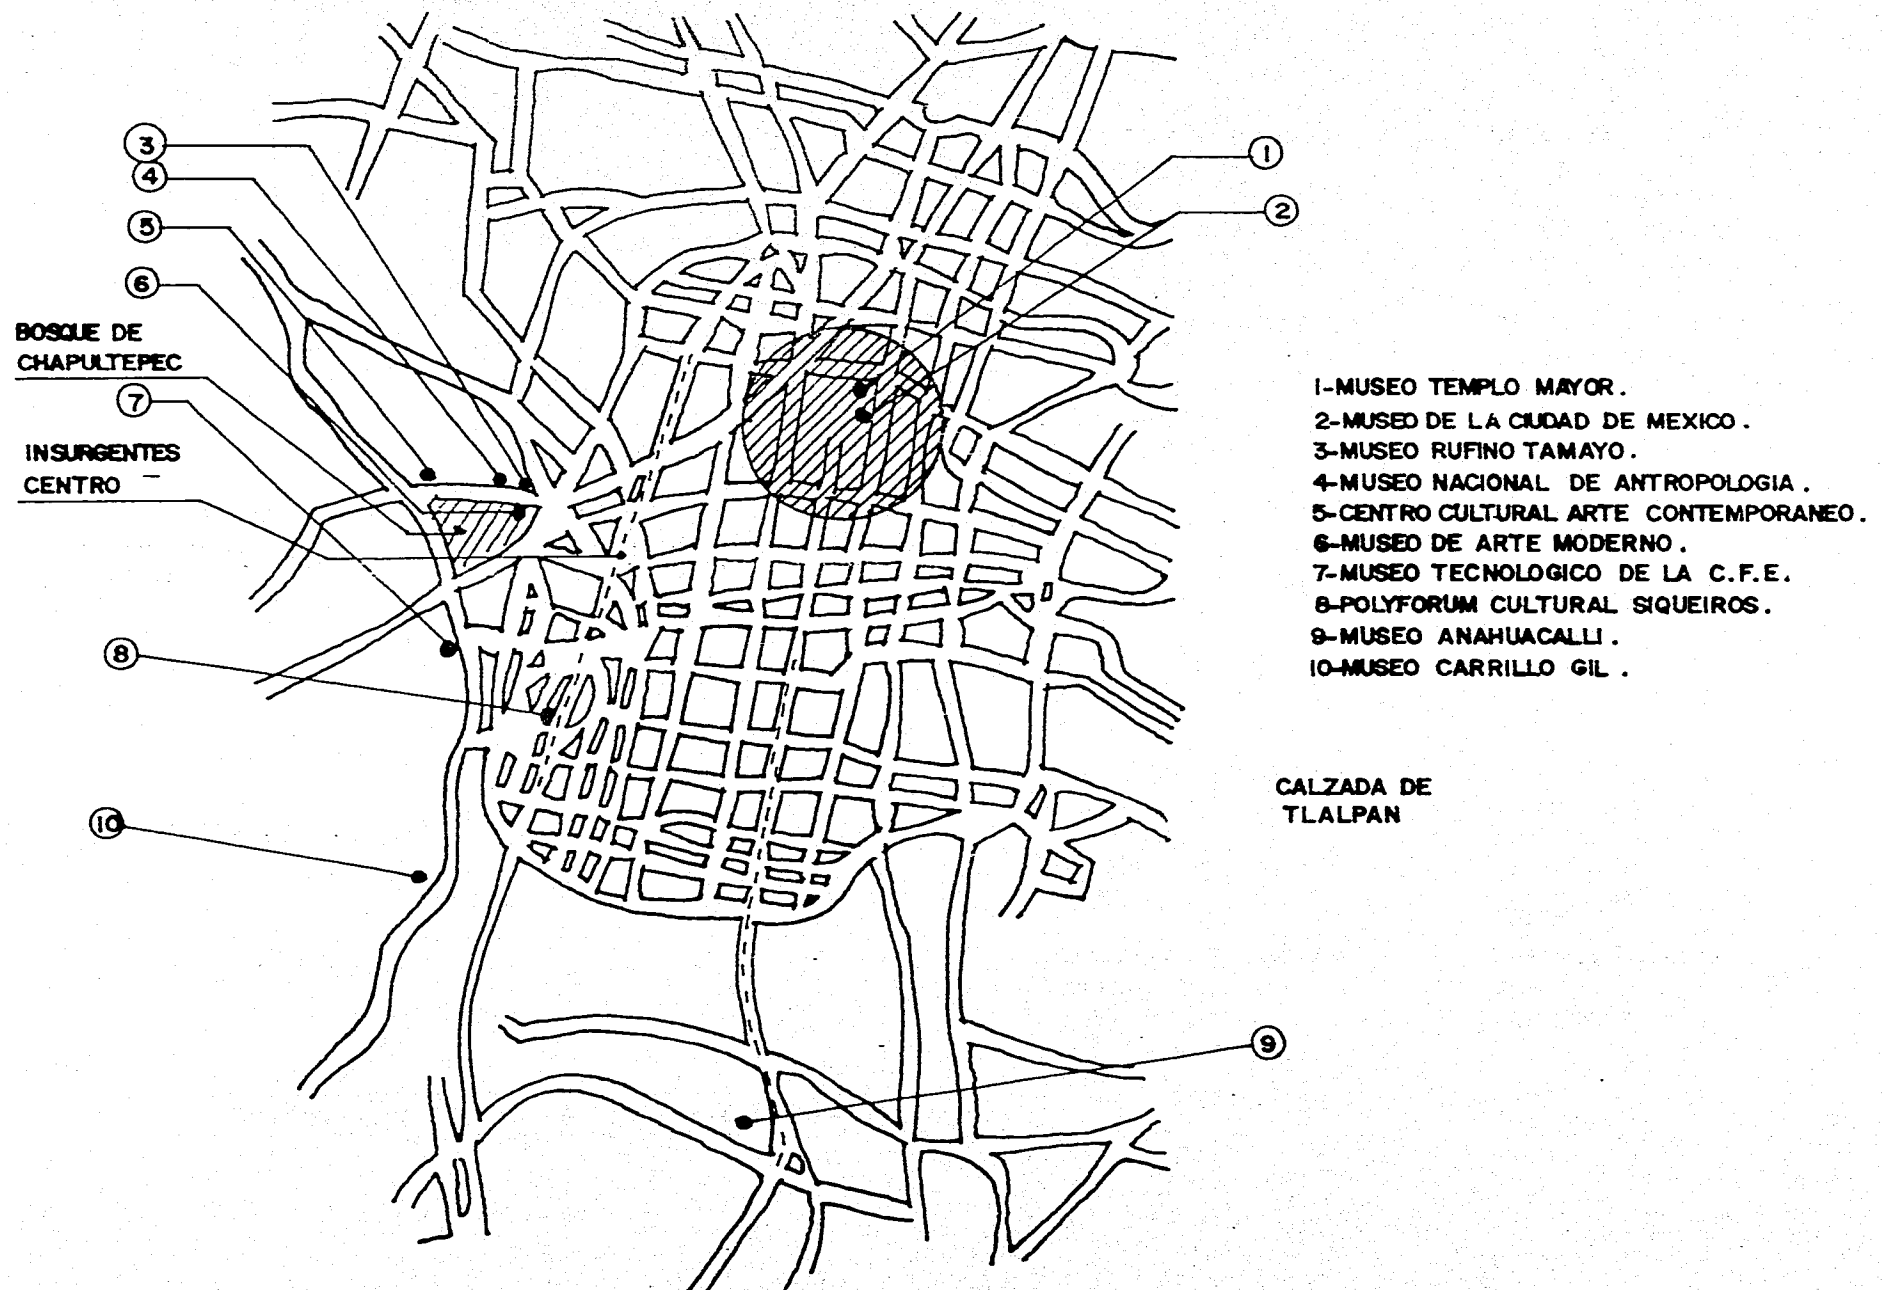 3
4
5
6
BOSQUE DE
CHAPULTEPEC
7
INSURGENTES
CENTRO
8
10
1
2
9
1-MUSEO TEMPLO MAYOR.
2-MUSEO DE LA CIUDAD DE MEXICO.
3-MUSEO RUFINO TAMAYO.
4-MUSEO NACIONAL DE ANTROPOLOGIA.
5-CENTRO CULTURAL ARTE CONTEMPORANEO.
6-MUSEO DE ARTE MODERNO.
7-MUSEO TECNOLOGICO DE LA C.F.E.
8-POLYFORUM CULTURAL SIQUEIROS.
9-MUSEO ANAHUACALLI.
10-MUSEO CARRILLO GIL.
CALZADA DE
TLALPAN